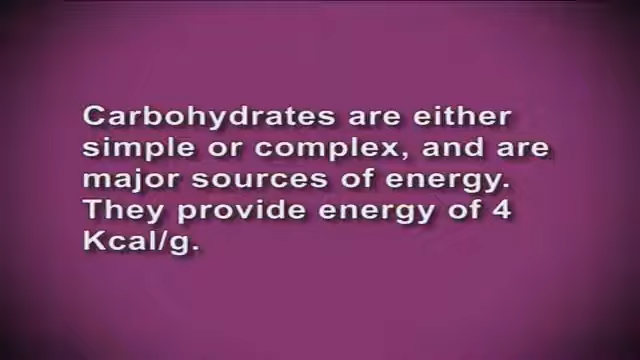 Carbohydrates are either
simple or complex, and are
major sources of energy.
They provide energy of 4
Kcal/g.